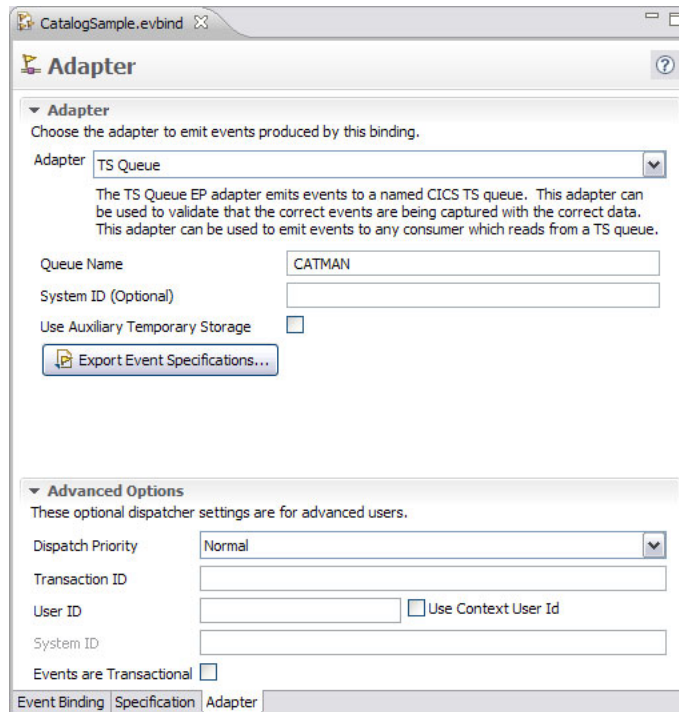 CatalogSample.evbind
Adapter
Adapter
Choose the adapter to emit events produced by this binding.
Adapter TS Queue
The TS Queue EP adapter emits events to a named CICS TS queue. This adapter can
be used to validate that the correct events are being captured with the correct data.
This adapter can be used to emit events to any consumer which reads from a TS queue.
Queue Name CATMAN
System ID (Optional)
Use Auxiliary Temporary Storage
Export Event Specifications...
Advanced Options
These optional dispatcher settings are for advanced users.
Dispatch Priority Normal
Transaction ID
User ID Use Context User Id
System ID
Events are Transactional
Event Binding Specification Adapter